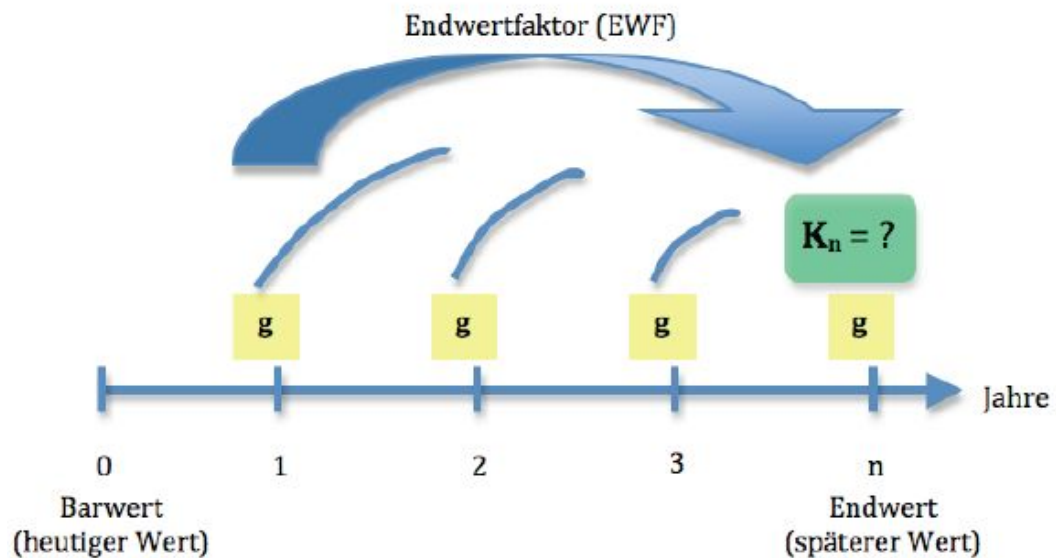 Endwertfaktor (EWF)
Kn = ?
g g g g
Jahre
0 1 2 3 n
Barwert Endwert
(heutiger Wert) (späterer Wert)